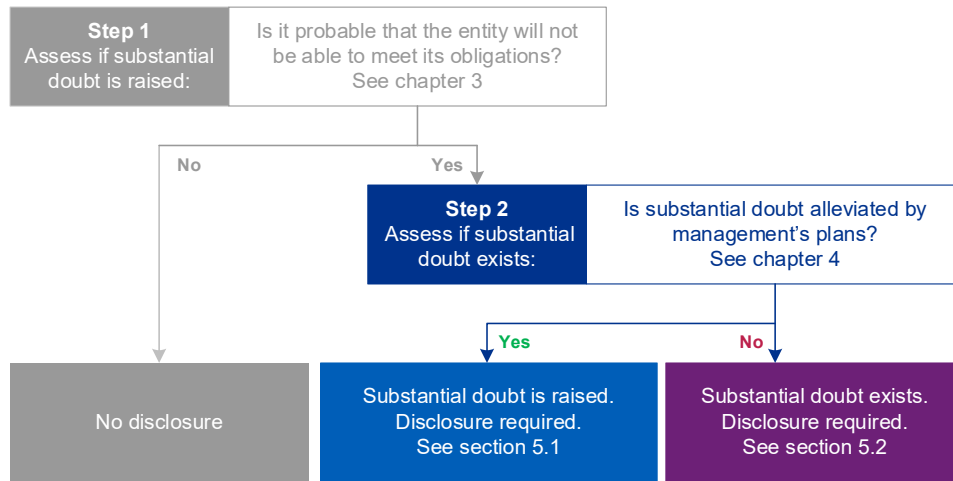 Step 1
Assess if substantial
doubt is raised:
Is it probable that the entity will not
be able to meet its obligations?
See chapter 3
No
Yes
Step 2
Assess if substantial
doubt exists:
Is substantial doubt alleviated by
management’s plans?
See chapter 4
Yes
No
No disclosure
Substantial doubt is raised.
Disclosure required.
See section 5.1
Substantial doubt exists.
Disclosure required.
See section 5.2